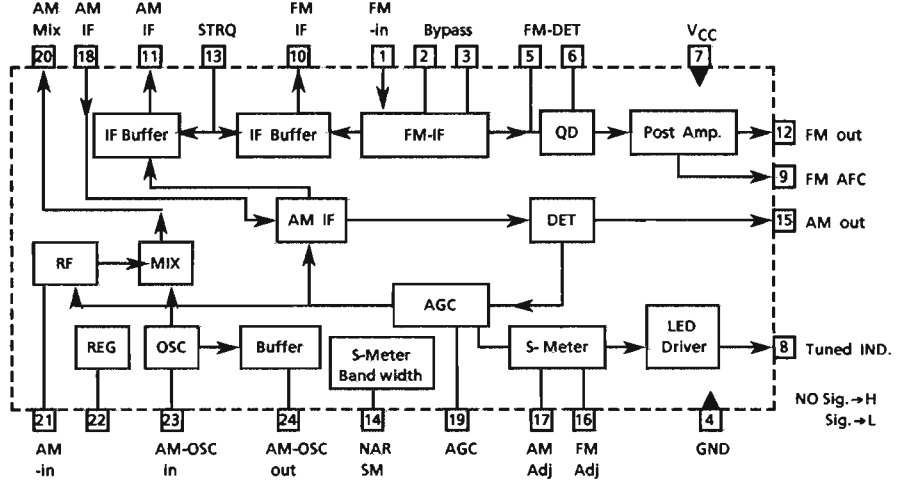 AM AM AM FM FM
Mix IF IF STRQ IF -in Bypass FM-DET VCC
20 18 11 13 10 1 2 3 5 6 7
IF Buffer IF Buffer FM-IF QD Post Amp. 12 FM out
9 FM AFC
AM IF DET 15 AM out
RF MIX
AGC
REG OSC Buffer S-Meter Band width S-Meter LED Driver 8 Tuned IND.
NO Sig.→H
Sig.→L
21 22 23 24 14 19 17 16 4
AM AM-OSC AM-OSC NAR AGC AM FM GND
-in in out SM Adj Adj